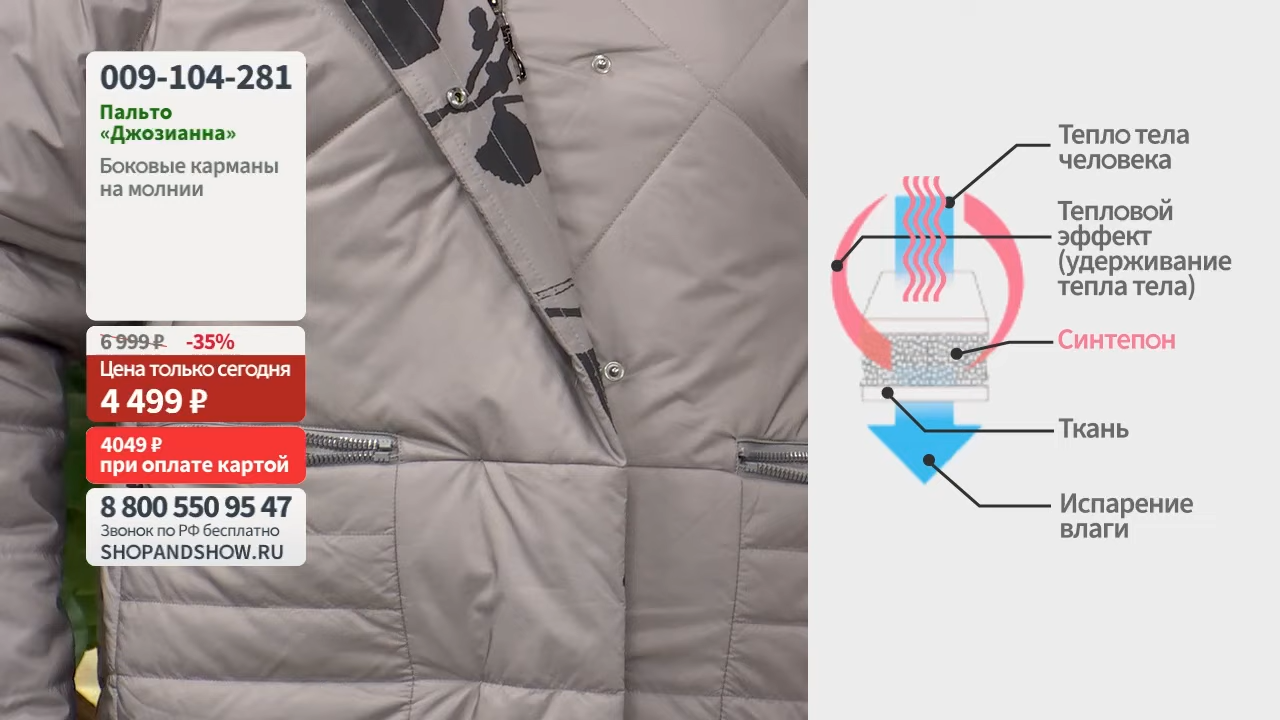 009-104-281
Пальто
«Джозианна»
Боковые карманы
на молнии
6 999 ₽ -35%
Цена только сегодня
4 499 ₽
4049 ₽
при оплате картой
8 800 550 95 47
Звонок по РФ бесплатно
SHOPANDSHOW.RU
Тепло тела
человека
Тепловой
эффект
(удерживание
тепла тела)
Синтепон
Ткань
Испарение
влаги